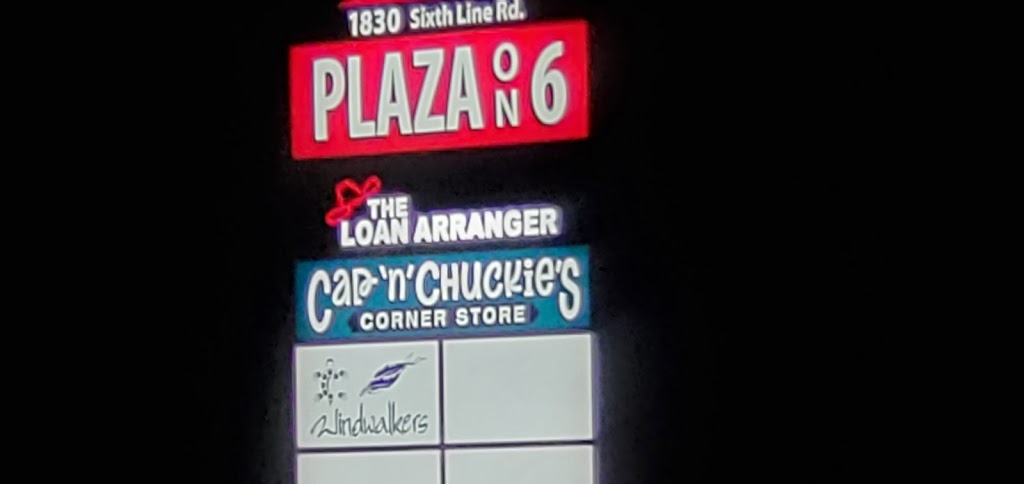 1830 Sixth Line Rd.
PLAZA ON 6
THE
LOAN ARRANGER
Cap 'n' Chuckie's
CORNER STORE
Windwalkers